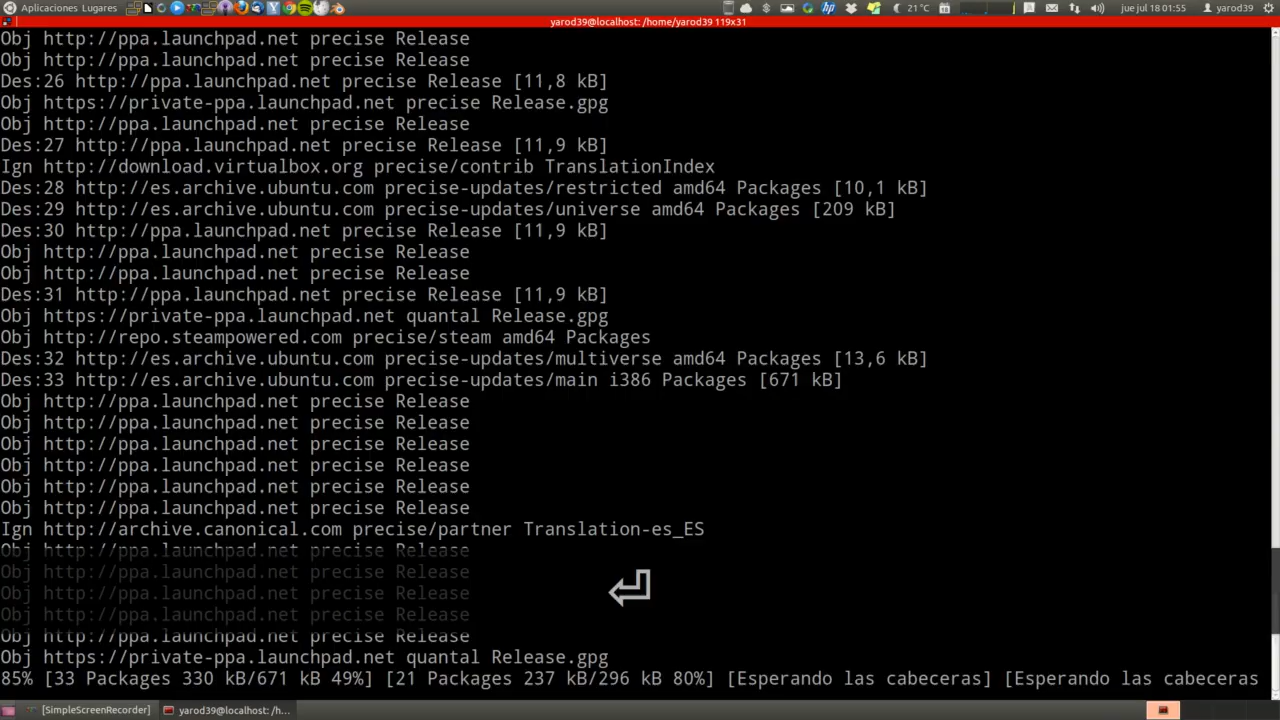 Aplicaciones Lugares
21 °C
jue jul 18 01:55
yarod39
yarod39@localhost: /home/yarod39 119x31
Obj http://ppa.launchpad.net precise Release
Obj http://ppa.launchpad.net precise Release
Des:26 http://ppa.launchpad.net precise Release [11,8 kB]
Obj https://private-ppa.launchpad.net precise Release.gpg
Obj http://ppa.launchpad.net precise Release
Des:27 http://ppa.launchpad.net precise Release [11,9 kB]
Ign http://download.virtualbox.org precise/contrib TranslationIndex
Des:28 http://es.archive.ubuntu.com precise-updates/restricted amd64 Packages [10,1 kB]
Des:29 http://es.archive.ubuntu.com precise-updates/universe amd64 Packages [209 kB]
Des:30 http://ppa.launchpad.net precise Release [11,9 kB]
Obj http://ppa.launchpad.net precise Release
Obj http://ppa.launchpad.net precise Release
Des:31 http://ppa.launchpad.net precise Release [11,9 kB]
Obj https://private-ppa.launchpad.net quantal Release.gpg
Obj http://repo.steampowered.com precise/steam amd64 Packages
Des:32 http://es.archive.ubuntu.com precise-updates/multiverse amd64 Packages [13,6 kB]
Des:33 http://es.archive.ubuntu.com precise-updates/main i386 Packages [671 kB]
Obj http://ppa.launchpad.net precise Release
Obj http://ppa.launchpad.net precise Release
Obj http://ppa.launchpad.net precise Release
Obj http://ppa.launchpad.net precise Release
Obj http://ppa.launchpad.net precise Release
Obj http://ppa.launchpad.net precise Release
Ign http://archive.canonical.com precise/partner Translation-es_ES
Obj http://ppa.launchpad.net precise Release
Obj http://ppa.launchpad.net precise Release
Obj http://ppa.launchpad.net precise Release
Obj http://ppa.launchpad.net precise Release
Obj http://ppa.launchpad.net precise Release
Obj https://private-ppa.launchpad.net quantal Release.gpg
85% [33 Packages 330 kB/671 kB 49%] [21 Packages 237 kB/296 kB 80%] [Esperando las cabeceras] [Esperando las cabeceras
[SimpleScreenRecorder]
yarod39@localhost: /h...